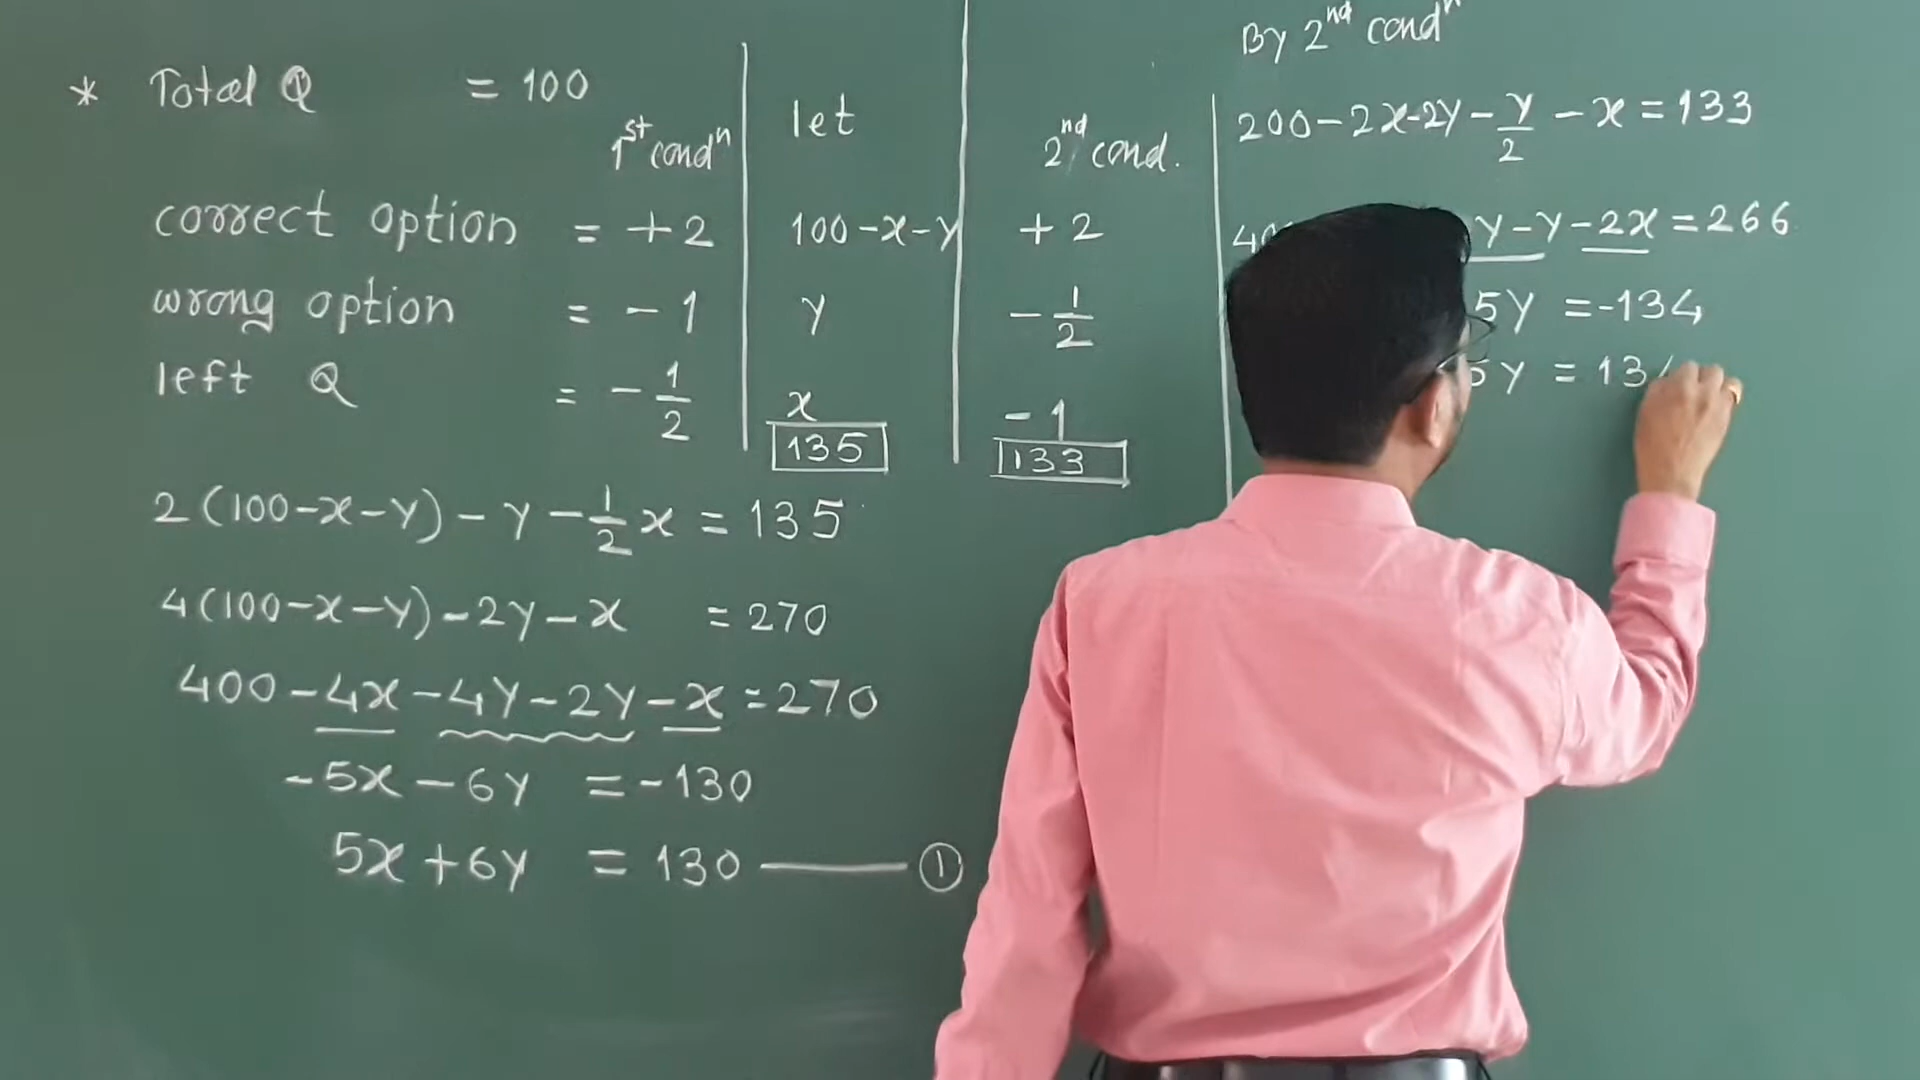 * Total Q = 100
1st condn
correct option = +2
wrong option = -1
left Q = -1/2
let
100-x-y
y
x
135
2nd cond.
+2
-1/2
-1
133
2(100-x-y)-y-1/2x = 135
4(100-x-y)-2y-x = 270
400-4x-4y-2y-x=270
-5x-6y = -130
5x+6y = 130 —— ①
By 2nd condn
200-2x-2y-y/2-x=133
y-y-2x=266
5y =-134
5y = 13